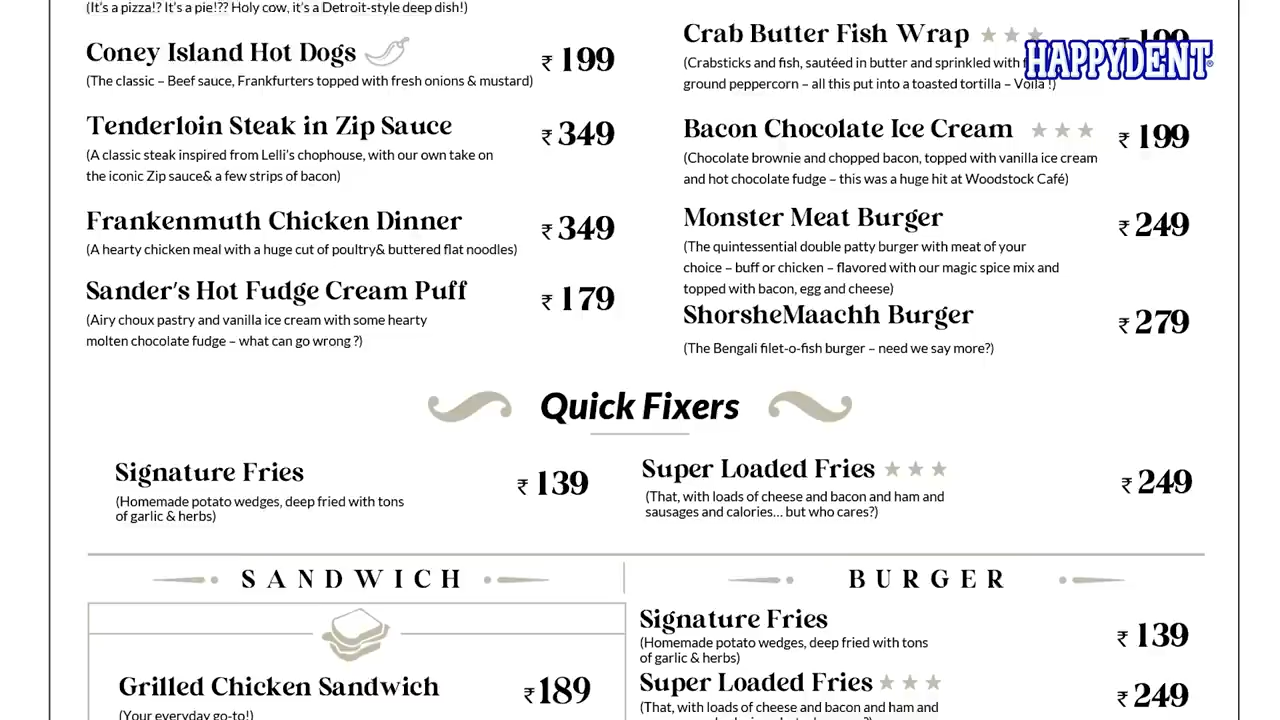 (It's a pizza!? It's a pie!?? Holy cow, it's a Detroit-style deep dish!)
Coney Island Hot Dogs
₹ 199
(The classic – Beef sauce, Frankfurters topped with fresh onions & mustard)
Tenderloin Steak in Zip Sauce
₹ 349
(A classic steak inspired from Lelli's chophouse, with our own take on
the iconic Zip sauce& a few strips of bacon)
Frankenmuth Chicken Dinner
₹ 349
(A hearty chicken meal with a huge cut of poultry& buttered flat noodles)
Sander's Hot Fudge Cream Puff
₹ 179
(Airy choux pastry and vanilla ice cream with some hearty
molten chocolate fudge – what can go wrong ?)
Crab Butter Fish Wrap
₹ 199
HAPPYDENT
(Crabsticks and fish, sautéed in butter and sprinkled with
ground peppercorn – all this put into a toasted tortilla – Voila !)
Bacon Chocolate Ice Cream
₹ 199
(Chocolate brownie and chopped bacon, topped with vanilla ice cream
and hot chocolate fudge – this was a huge hit at Woodstock Café)
Monster Meat Burger
₹ 249
(The quintessential double patty burger with meat of your
choice – buff or chicken – flavored with our magic spice mix and
topped with bacon, egg and cheese)
ShorsheMaachh Burger
₹ 279
(The Bengali filet-o-fish burger – need we say more?)
Quick Fixers
Signature Fries
₹ 139
(Homemade potato wedges, deep fried with tons
of garlic & herbs)
Super Loaded Fries
₹ 249
(That, with loads of cheese and bacon and ham and
sausages and calories... but who cares?)
SANDWICH
Grilled Chicken Sandwich
₹189
(Your everyday go-to!)
BURGER
Signature Fries
₹ 139
(Homemade potato wedges, deep fried with tons
of garlic & herbs)
Super Loaded Fries
₹ 249
(That, with loads of cheese and bacon and ham and